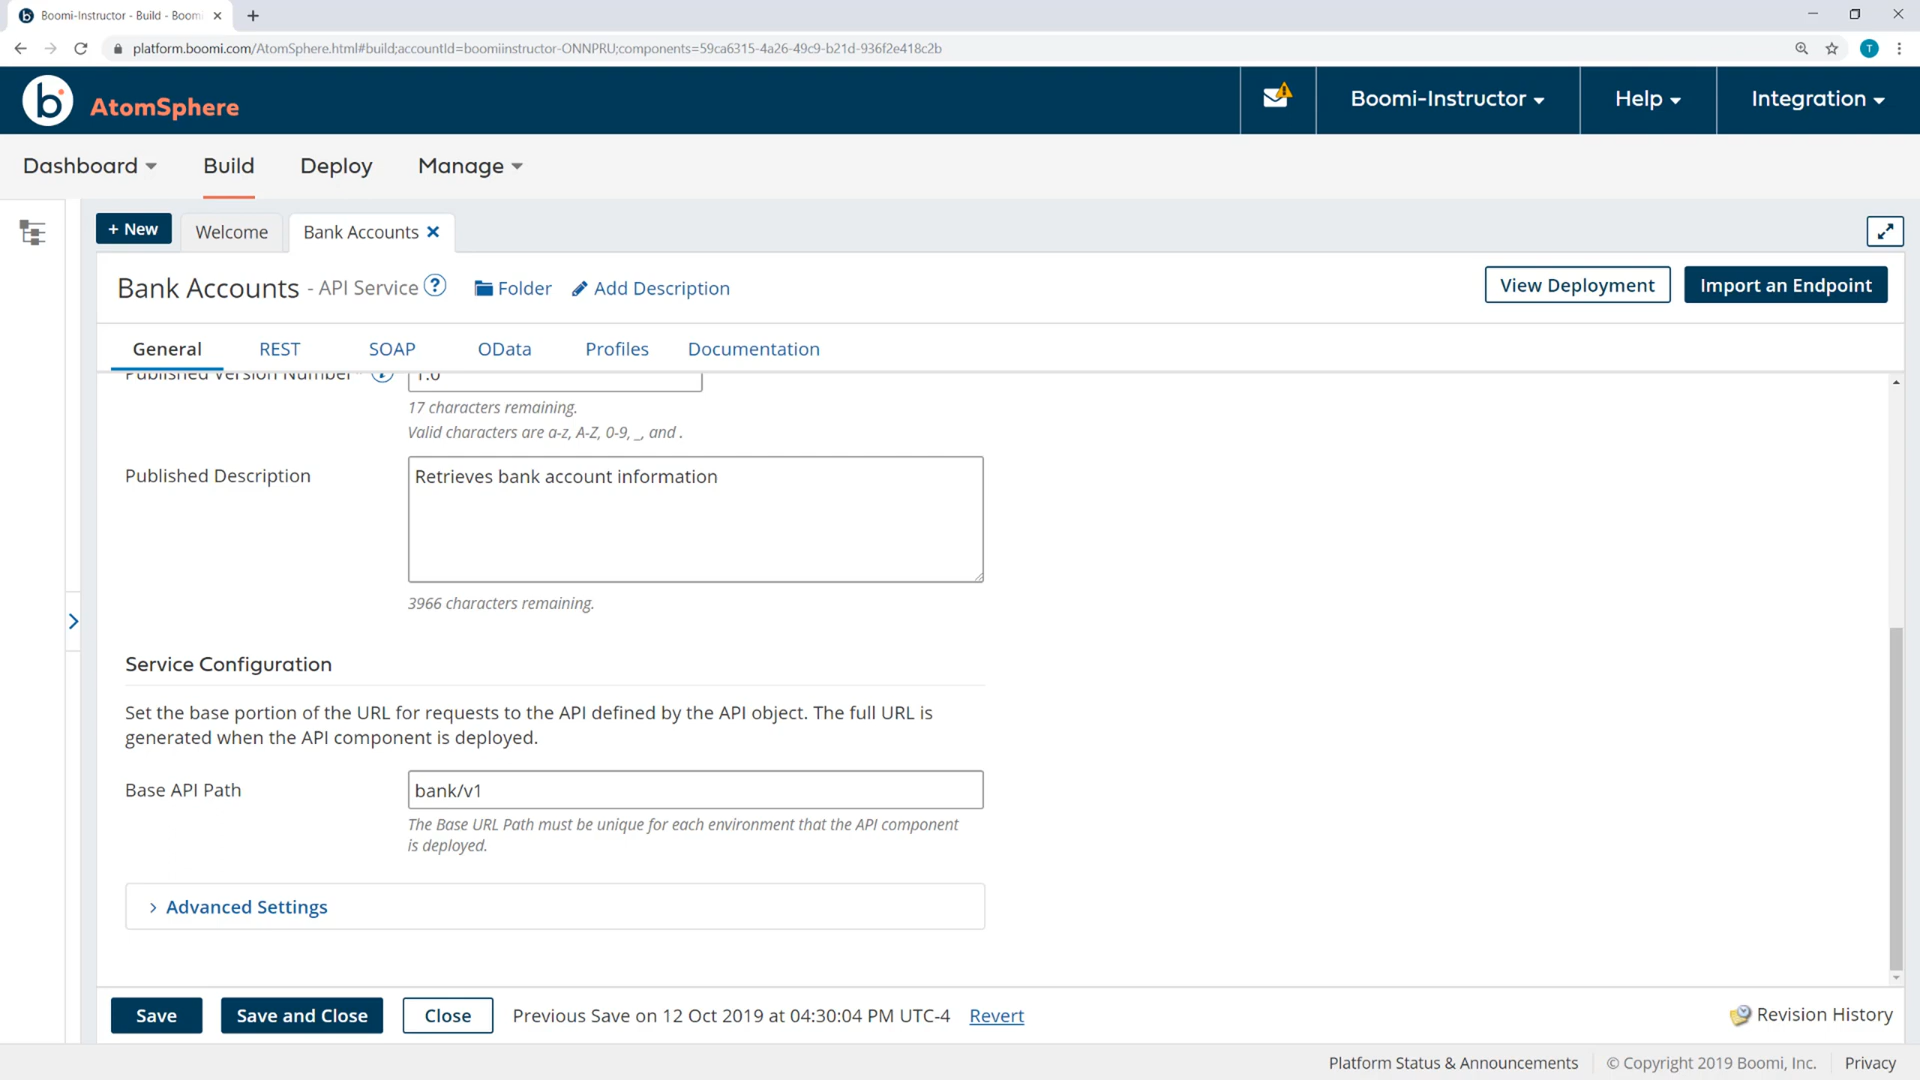 Boomi-Instructor - Build - Boomi
platform.boomi.com/AtomSphere.html#build;accountId=boomiinstructor-ONNPRU;components=59ca6315-4a26-49c9-b21d-936f2e418c2b
T
b AtomSphere
Boomi-Instructor
Help
Integration
Dashboard
Build
Deploy
Manage
+ New
Welcome
Bank Accounts
Bank Accounts - API Service ?
Folder
Add Description
View Deployment
Import an Endpoint
General
REST
SOAP
OData
Profiles
Documentation
Published Version Number
1.0
17 characters remaining.
Valid characters are a-z, A-Z, 0-9, _, and .
Published Description
Retrieves bank account information
3966 characters remaining.
Service Configuration
Set the base portion of the URL for requests to the API defined by the API object. The full URL is
generated when the API component is deployed.
Base API Path
bank/v1
The Base URL Path must be unique for each environment that the API component
is deployed.
Advanced Settings
Save
Save and Close
Close
Previous Save on 12 Oct 2019 at 04:30:04 PM UTC-4
Revert
Revision History
Platform Status & Announcements
© Copyright 2019 Boomi, Inc.
Privacy